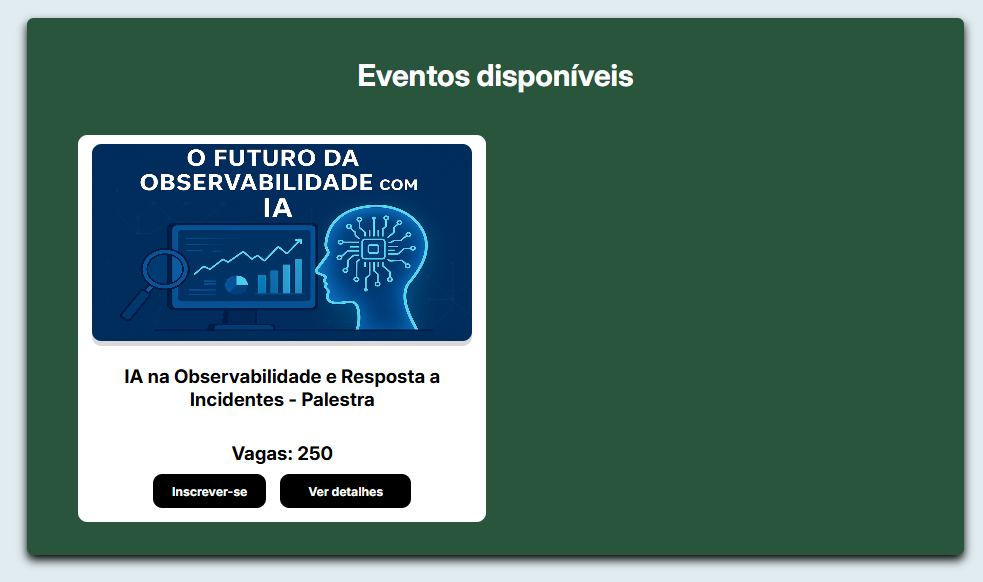 Eventos disponíveis
O FUTURO DA
OBSERVABILIDADE COM
IA
IA na Observabilidade e Resposta a
Incidentes - Palestra
Vagas: 250
Inscrever-se Ver detalhes